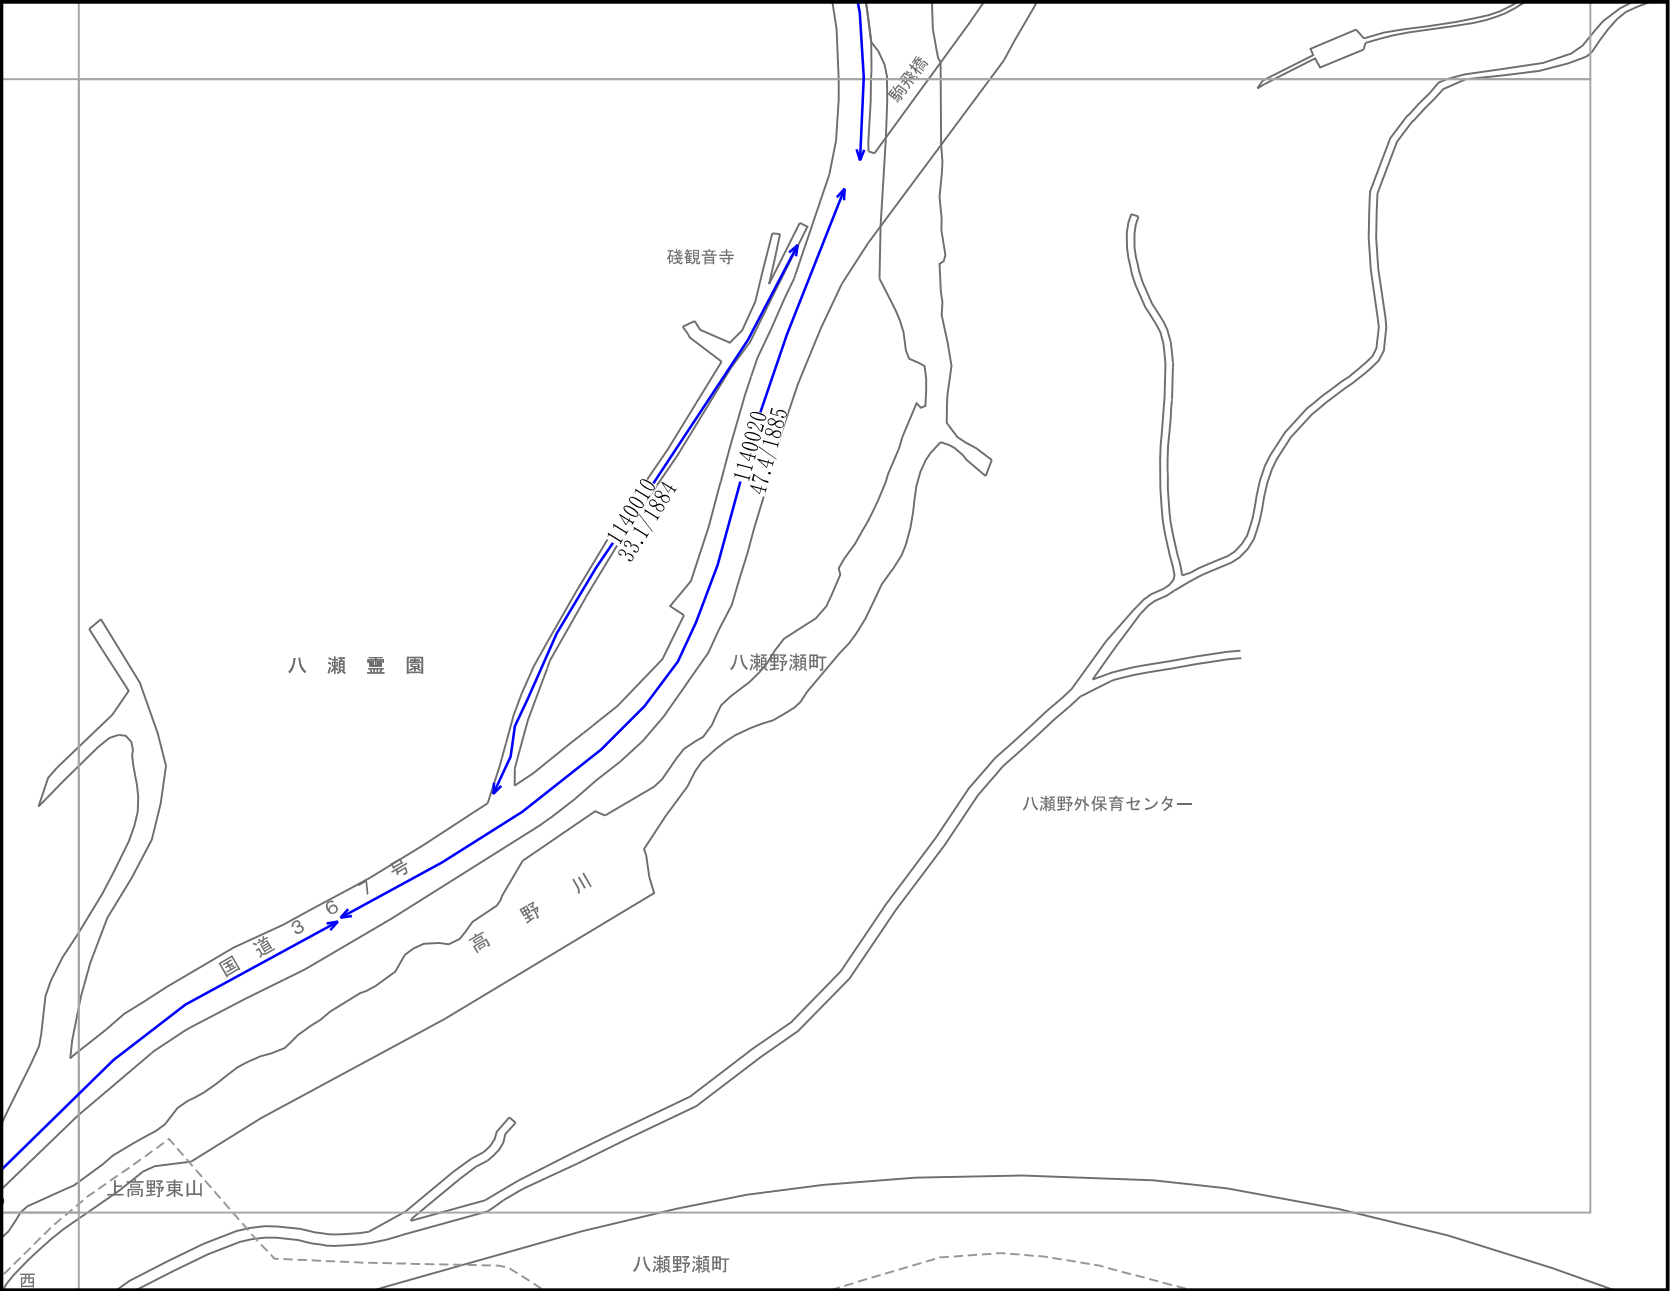 駒飛橋
磯観音寺
1140020
47.4/1885
1140010
33.1/1884
八瀬霊園
八瀬野瀬町
八瀬野外保育センター
国道367号
高野川
上高野東山
八瀬野瀬町
西